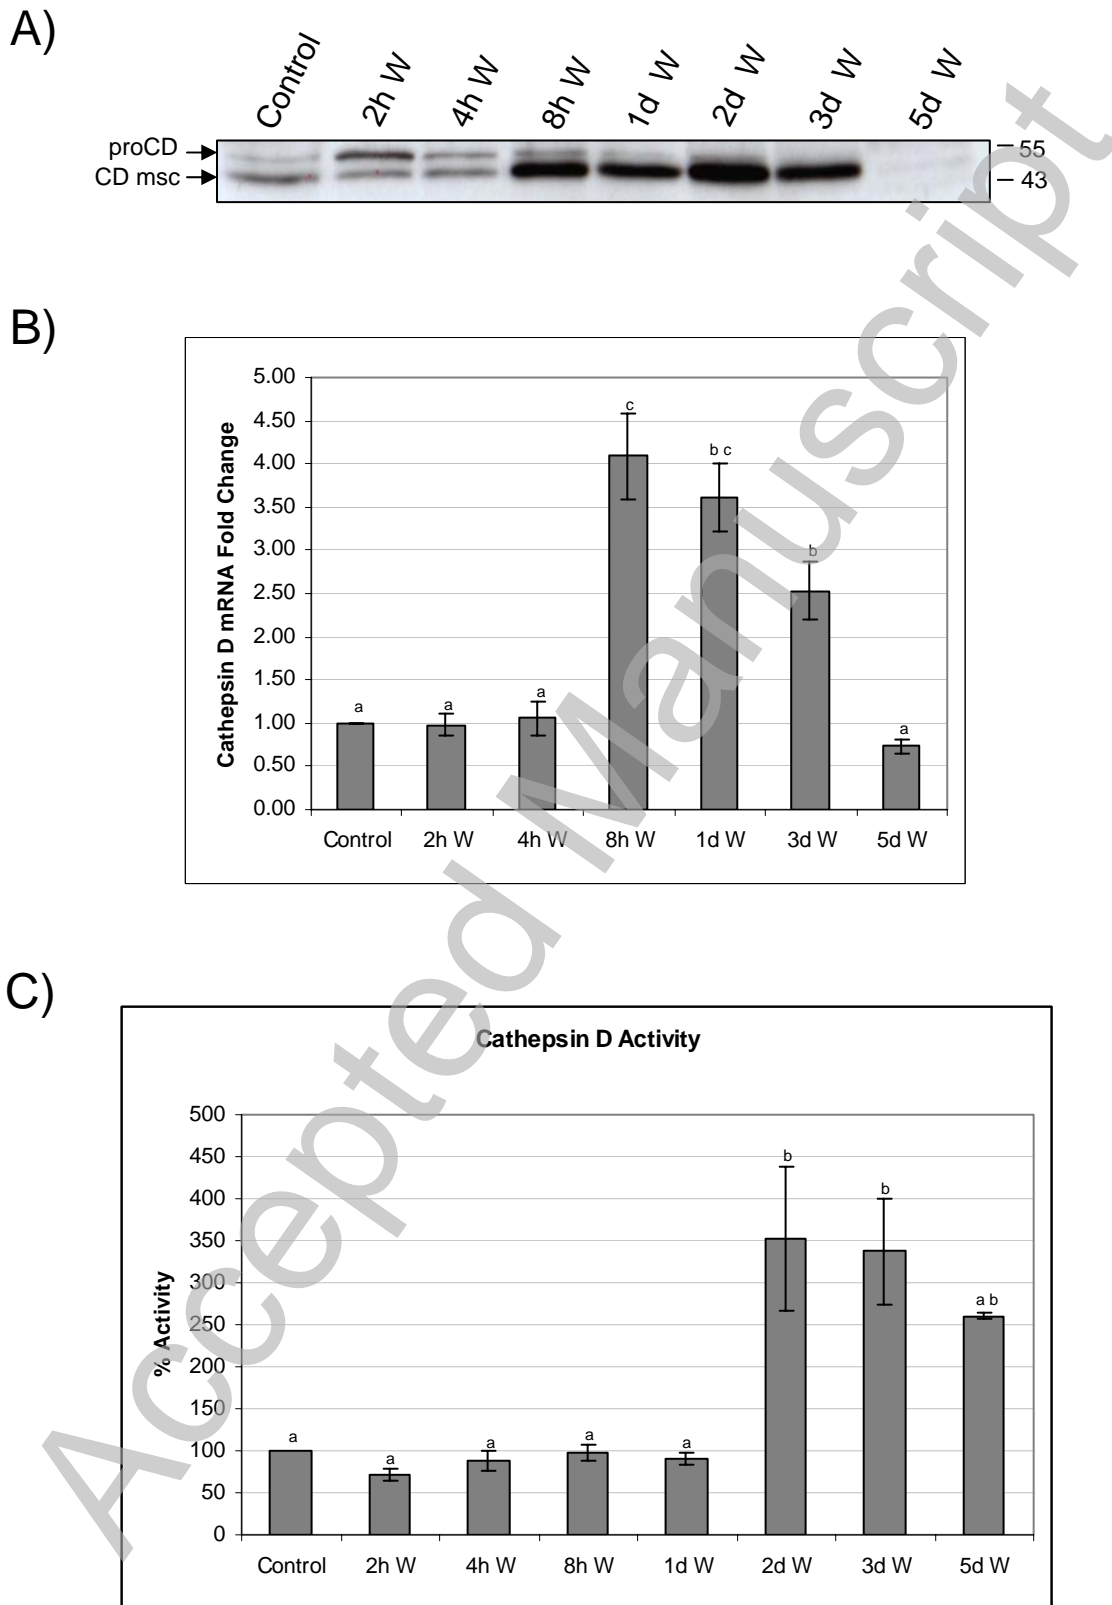 A)
Control 2h W 4h W 8h W 1d W 2d W 3d W 5d W
proCD 55
CD msc 43
B)
Cathepsin D mRNA Fold Change
5.00
4.50
4.00
3.50
3.00
2.50
2.00
1.50
1.00
0.50
0.00
a a a c b c b a
Control 2h W 4h W 8h W 1d W 3d W 5d W
C)
Cathepsin D Activity
% Activity
500
450
400
350
300
250
200
150
100
50
0
a a a a a b b a b
Control 2h W 4h W 8h W 1d W 2d W 3d W 5d W
Accepted Manuscript